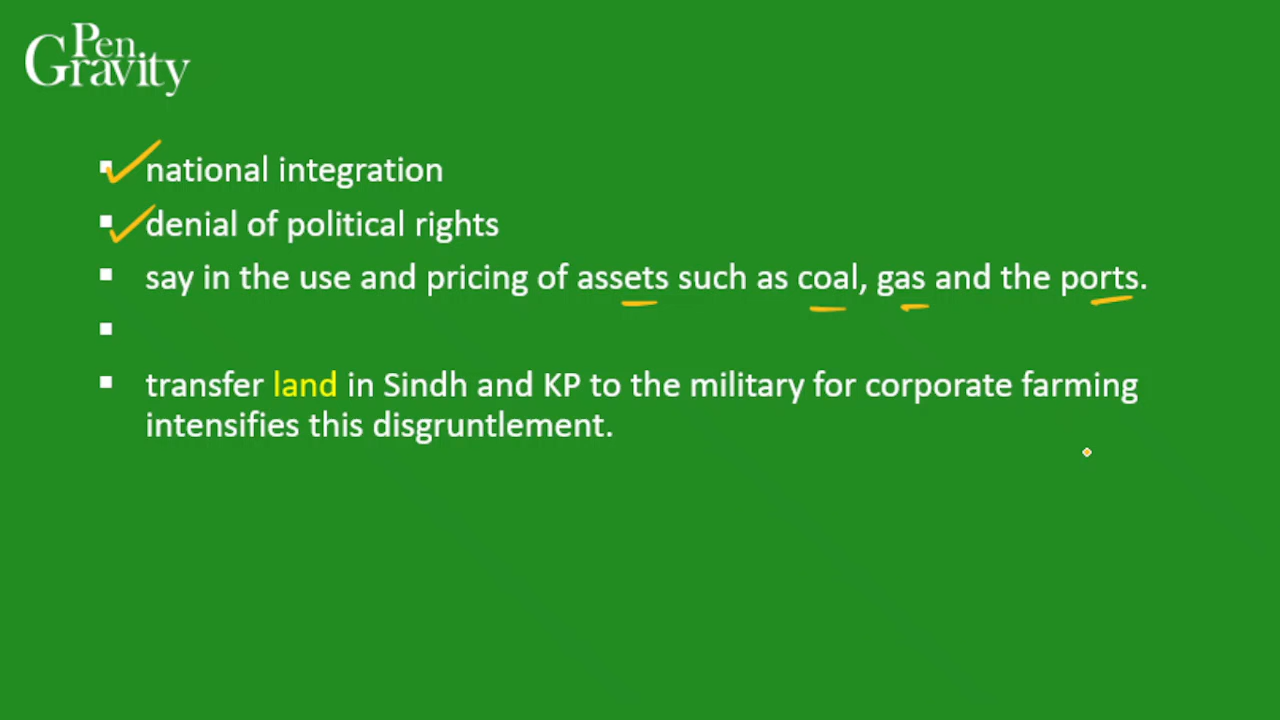 Pen
Gravity
national integration
denial of political rights
say in the use and pricing of assets such as coal, gas and the ports.
transfer land in Sindh and KP to the military for corporate farming
intensifies this disgruntlement.